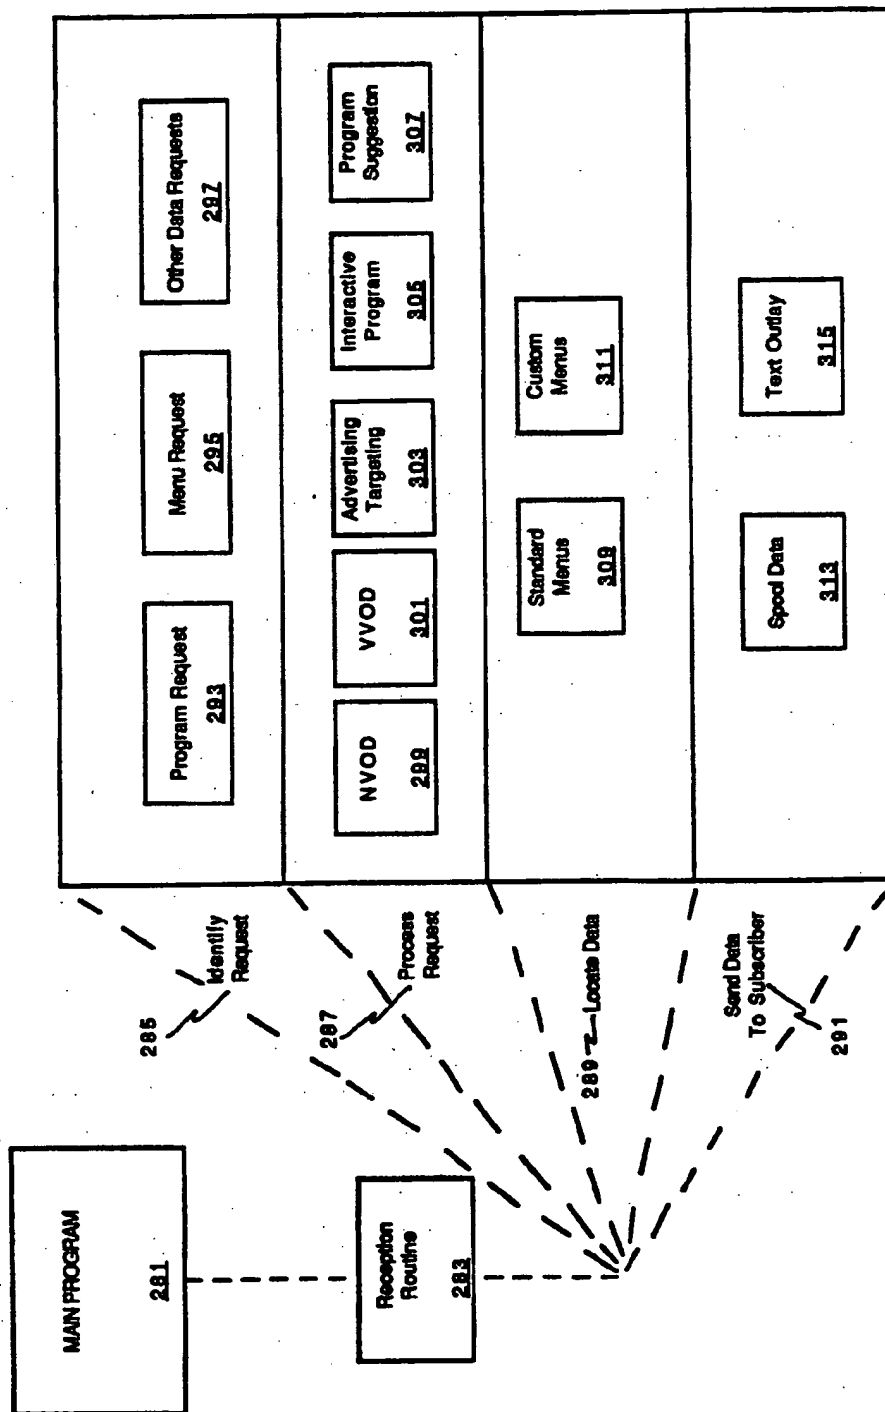 MAIN PROGRAM
281
Reception
Routine
283
285
Identify
Request
287
Process
Request
289
Locate Data
Send Data
To Subscriber
291
Program Request
293
Menu Request
295
Other Data Requests
297
NVOD
299
VVOD
301
Advertising
Targeting
303
Interactive
Program
305
Program
Suggestion
307
Standard
Menus
309
Custom
Menus
311
Spool Data
313
Text Outlay
315